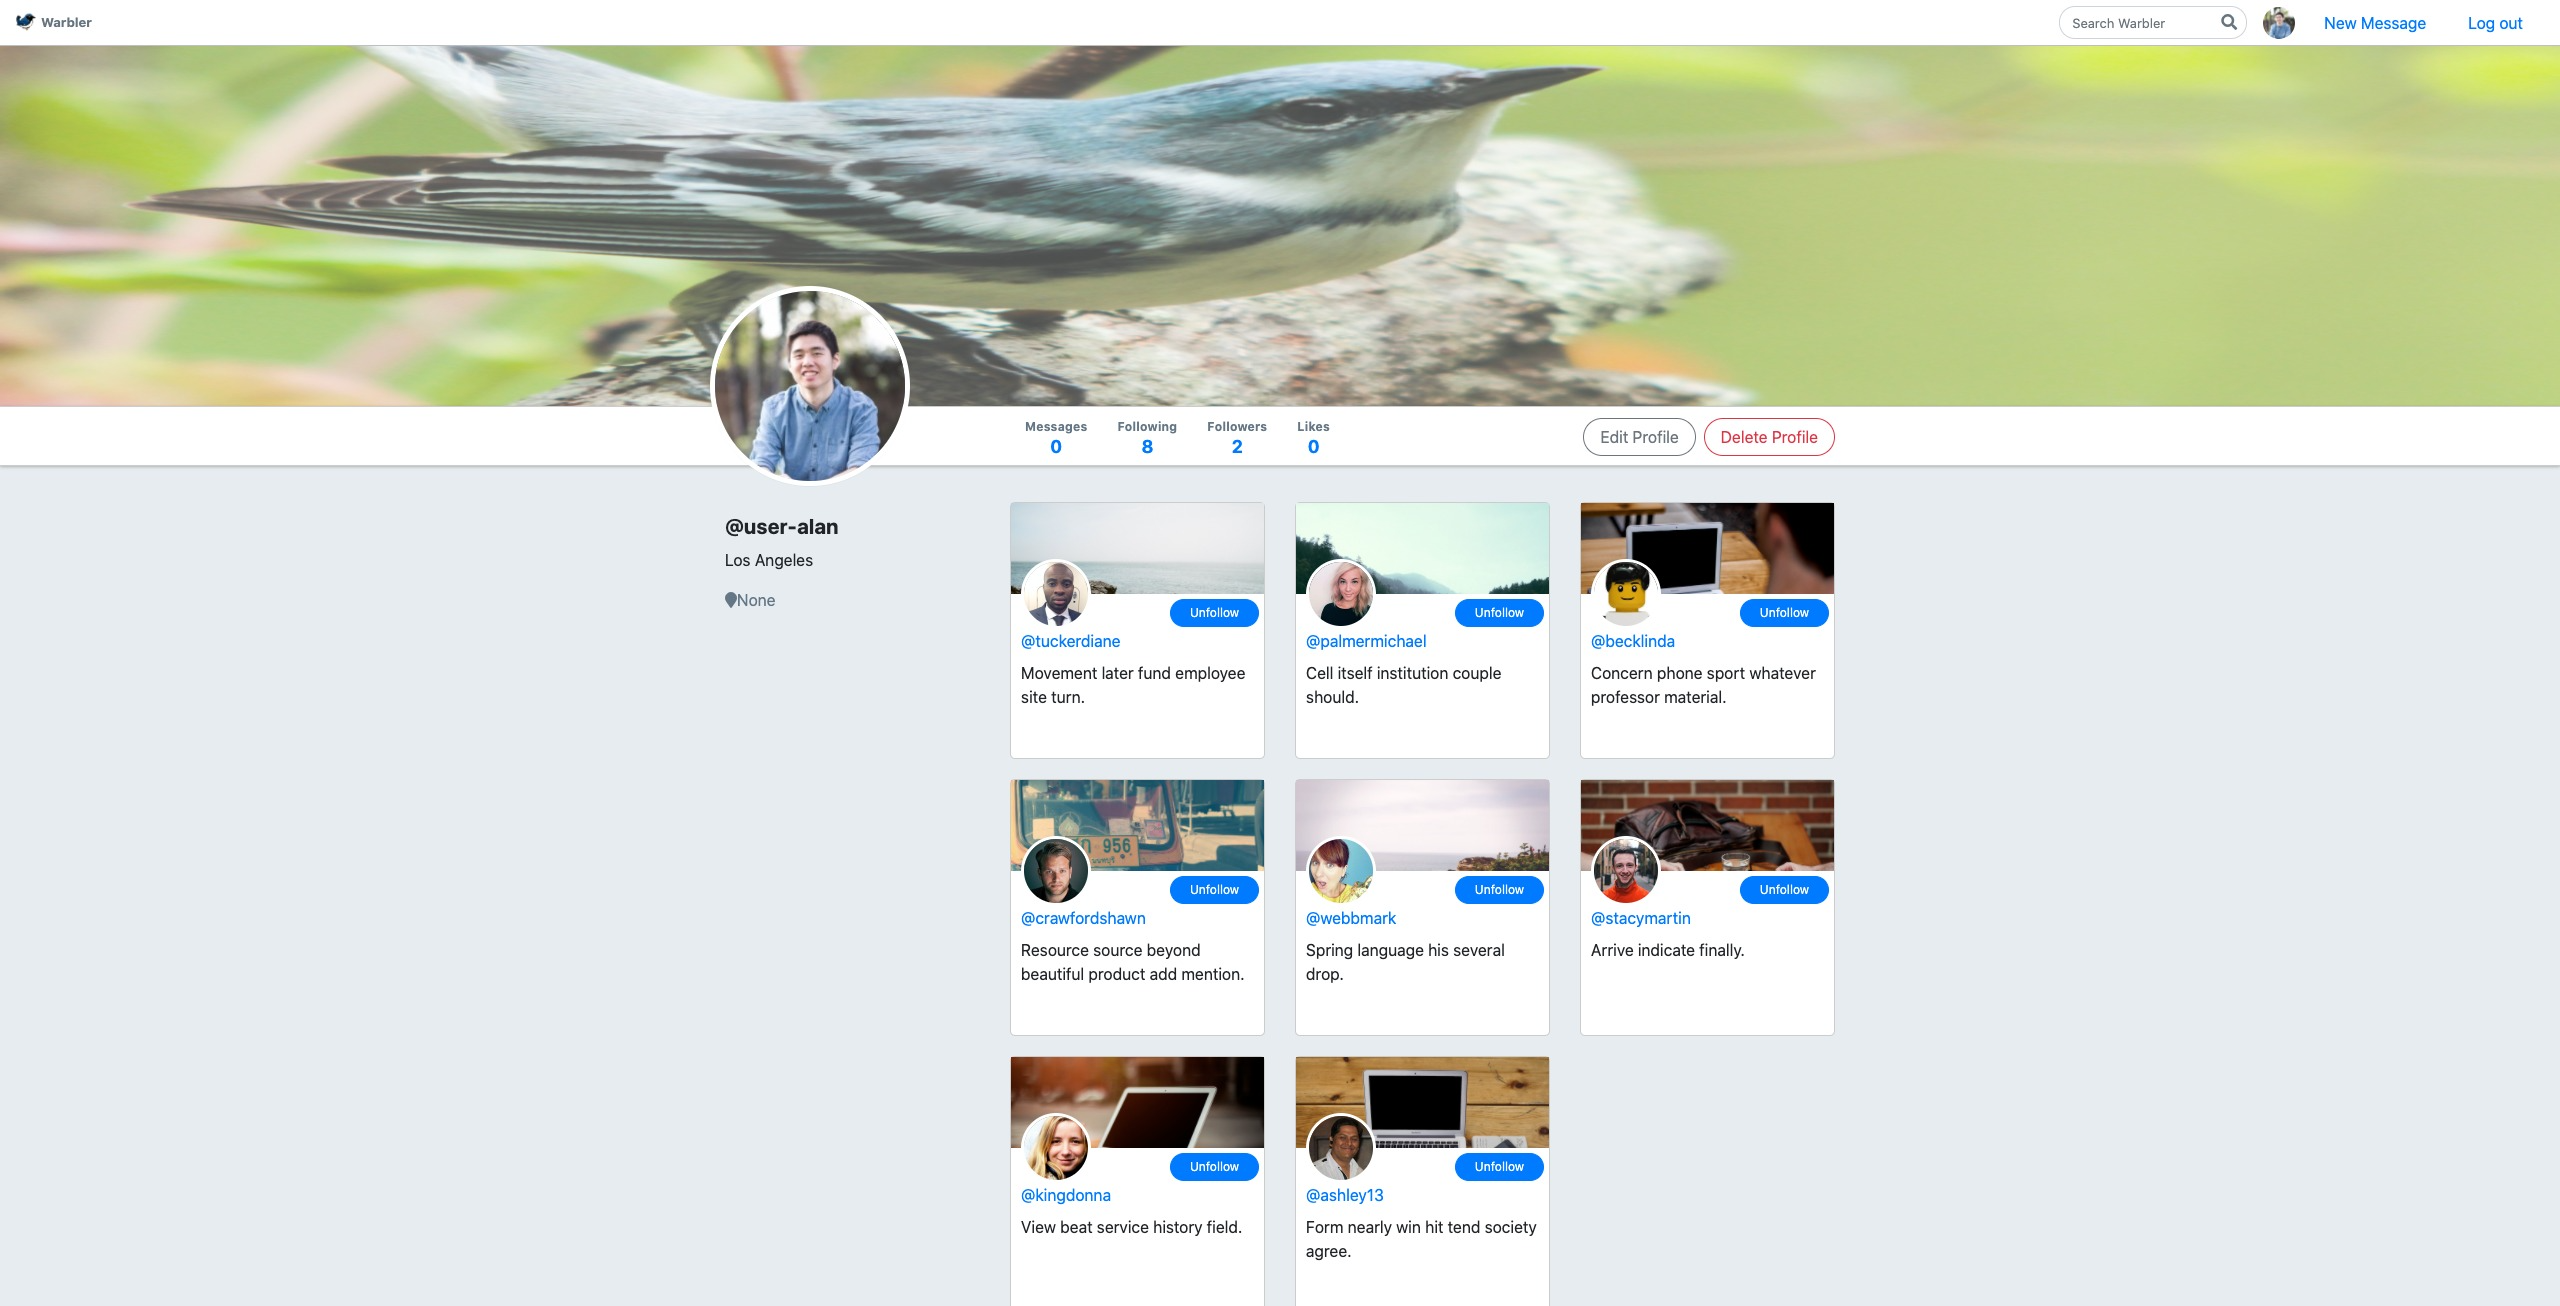 Warbler
Search Warbler
New Message
Log out
Messages
0
Following
8
Followers
2
Likes
0
Edit Profile
Delete Profile
@user-alan
Los Angeles
None
Unfollow
@tuckerdiane
Movement later fund employee
site turn.
Unfollow
@palmermichael
Cell itself institution couple
should.
Unfollow
@becklinda
Concern phone sport whatever
professor material.
956
Unfollow
@crawfordshawn
Resource source beyond
beautiful product add mention.
Unfollow
@webbmark
Spring language his several
drop.
Unfollow
@stacymartin
Arrive indicate finally.
Unfollow
@kingdonna
View beat service history field.
Unfollow
@ashley13
Form nearly win hit tend society
agree.